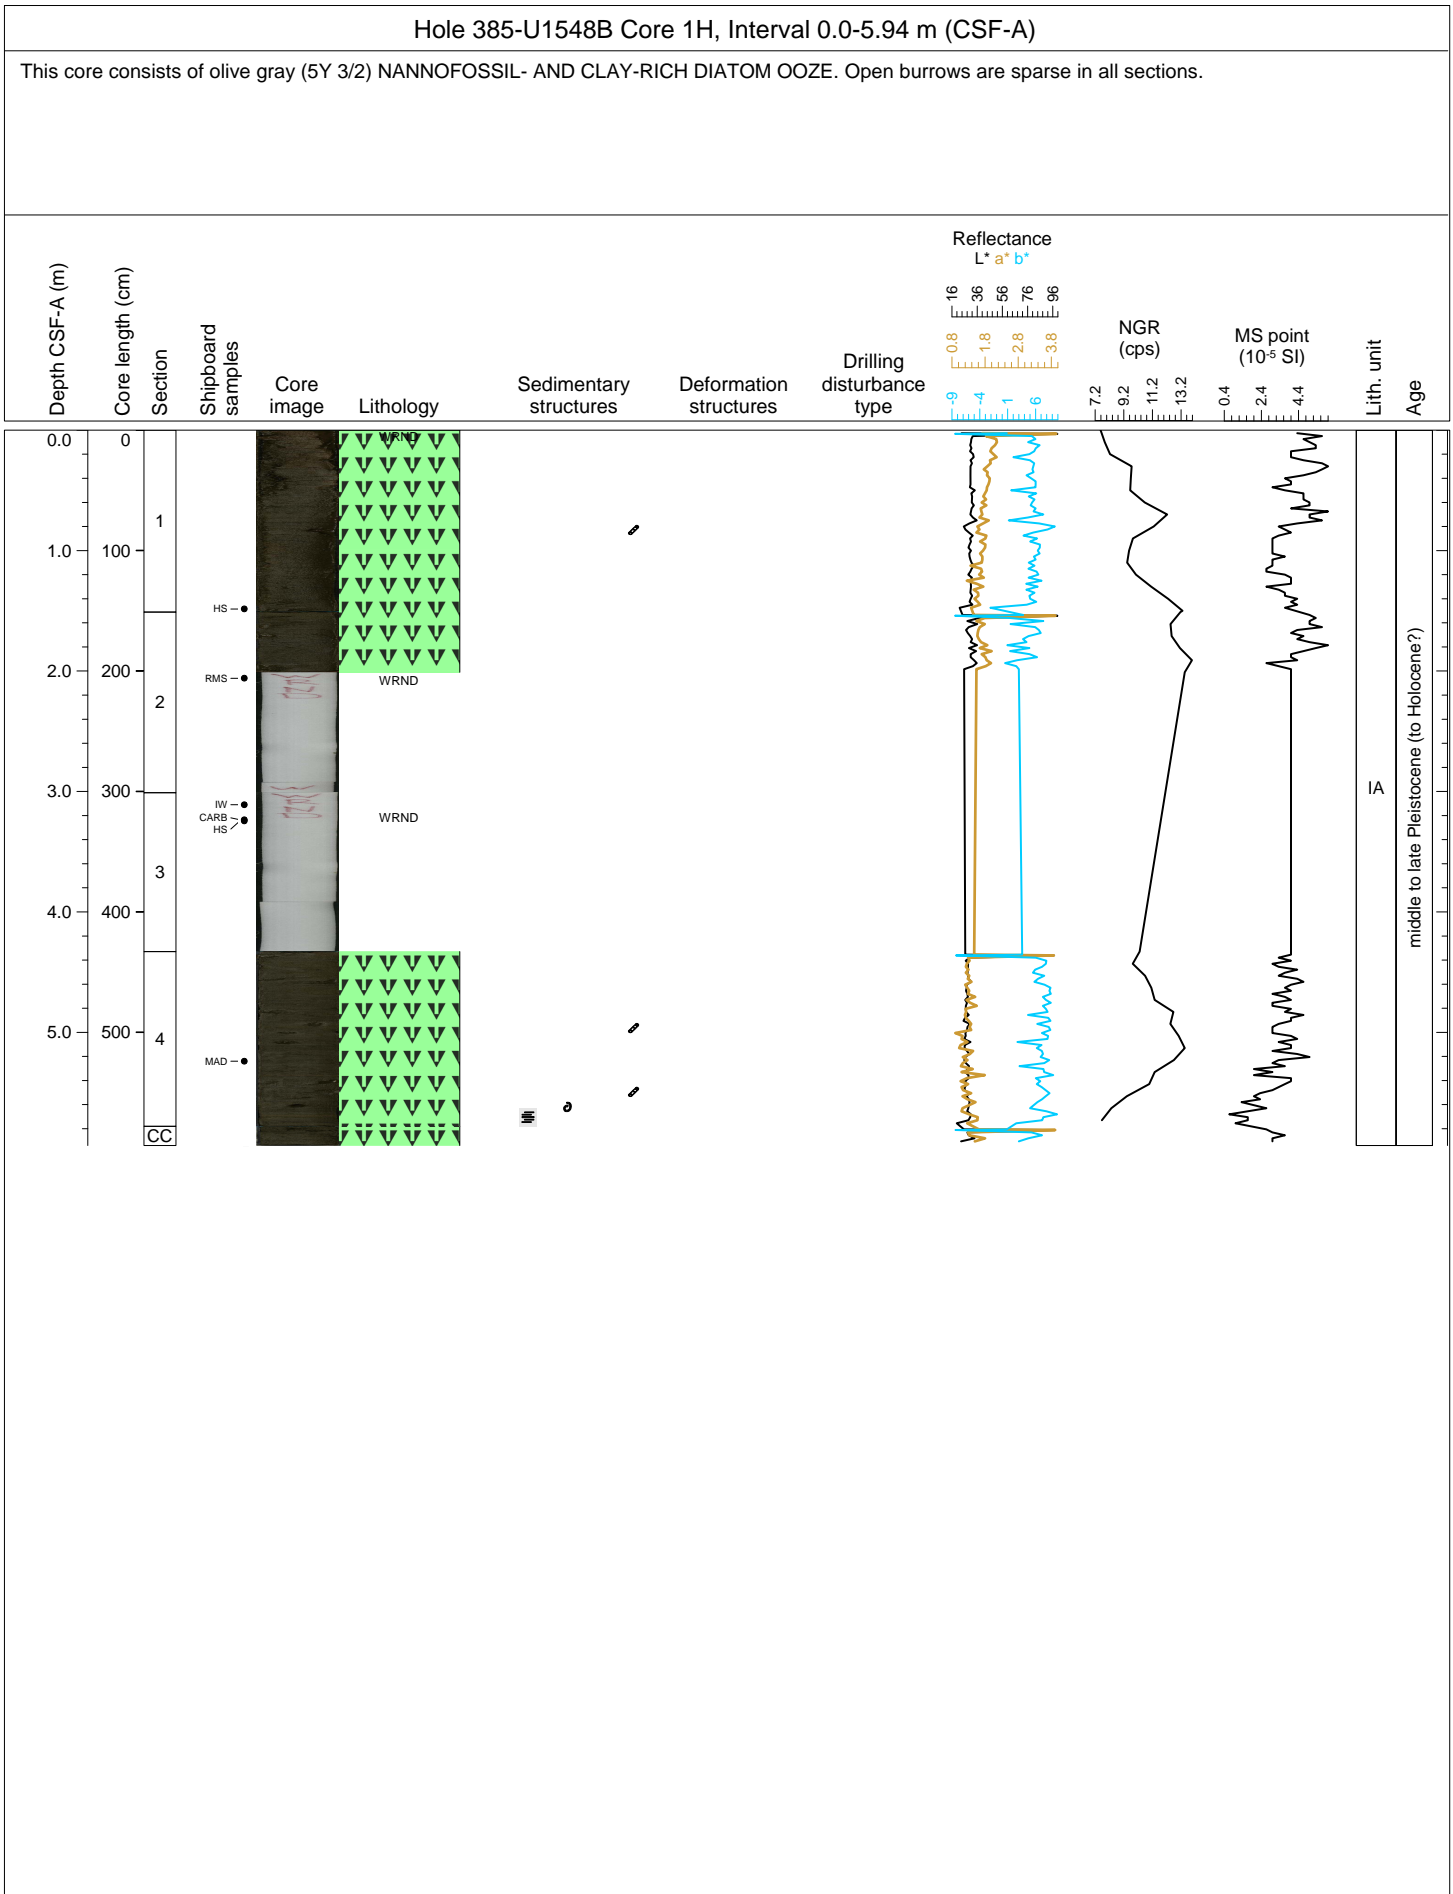 Hole 385-U1548B Core 1H, Interval 0.0-5.94 m (CSF-A)
This core consists of olive gray (5Y 3/2) NANNOFOSSIL- AND CLAY-RICH DIATOM OOZE. Open burrows are sparse in all sections.
Depth CSF-A (m)
Core length (cm)
Section
Shipboard
samples
Core
image
Lithology
Sedimentary
structures
Deformation
structures
Drilling
disturbance
type
Reflectance
L* a* b*
16 36 56 76 96
0.8 1.8 2.8 3.8
-9 -4 1 6
NGR
(cps)
7.2 9.2 11.2 13.2
MS point
(10-5 SI)
0.4 2.4 4.4
Lith. unit
Age
0.0 0
WRND
1
1.0 100
HS
2.0 200
RMS
WRND
2
3.0 300
IW
CARB
HS
WRND
3
4.0 400
5.0 500
4
MAD
CC
IA
middle to late Pleistocene (to Holocene?)